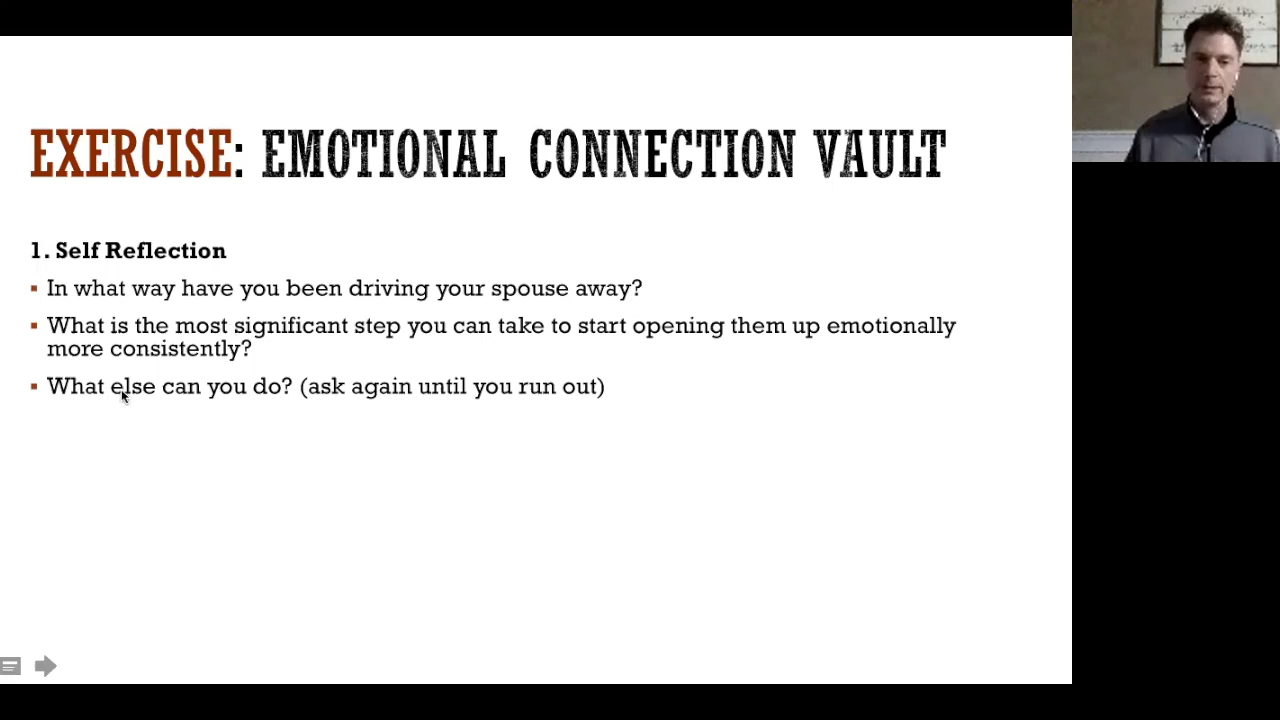 EXERCISE: EMOTIONAL CONNECTION VAULT
1. Self Reflection
▪ In what way have you been driving your spouse away?
▪ What is the most significant step you can take to start opening them up emotionally
more consistently?
▪ What else can you do? (ask again until you run out)